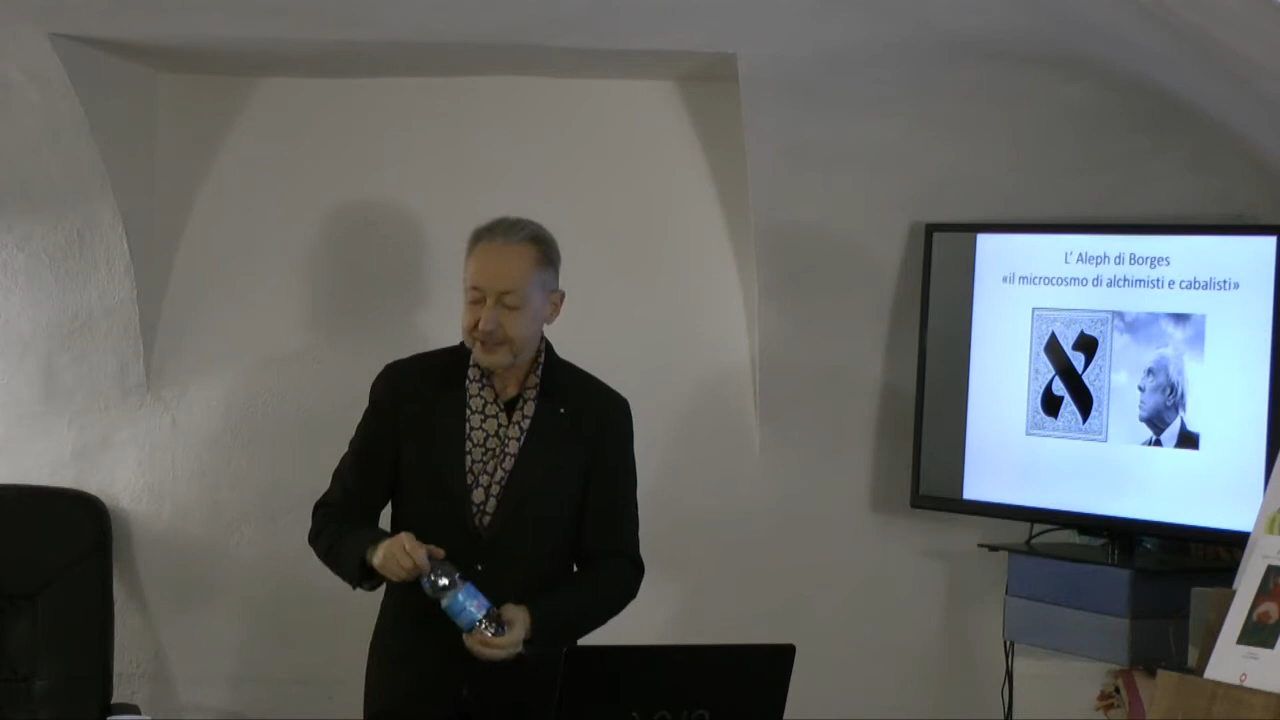 L' Aleph di Borges
«il microcosmo di alchimisti e cabalisti»
א